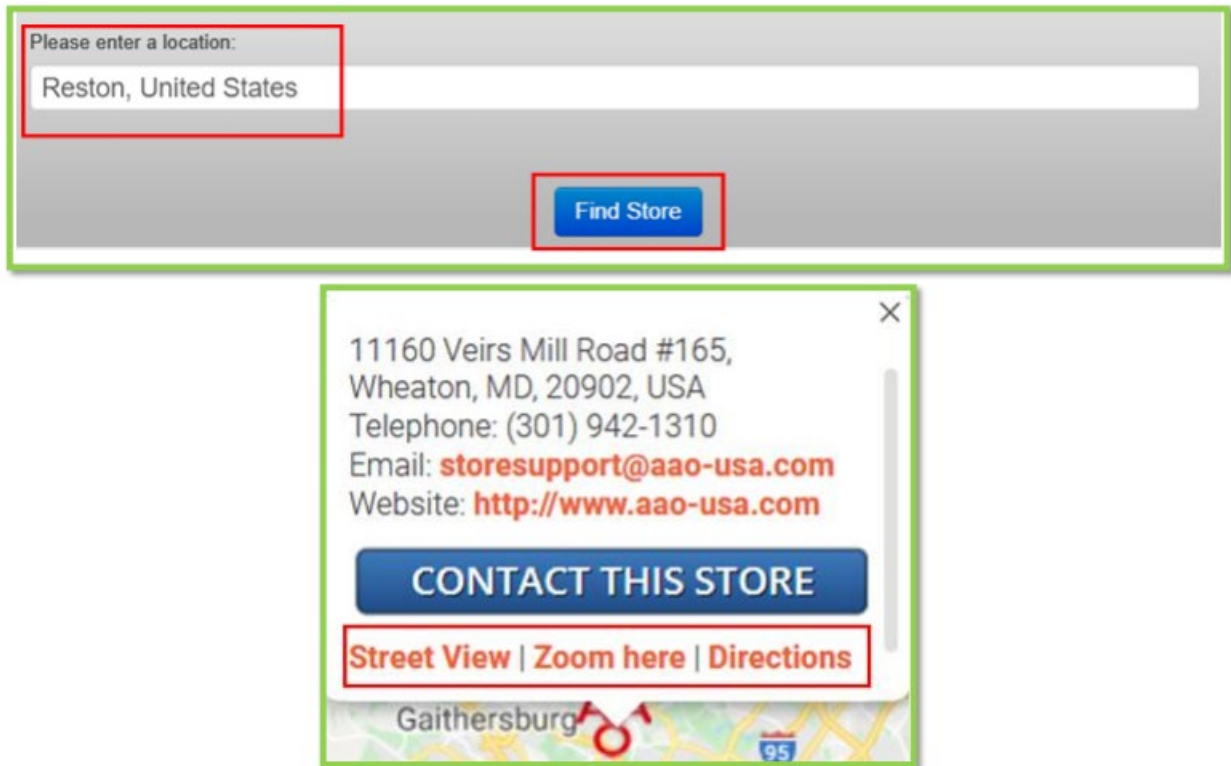 Please enter a location:
Reston, United States
Find Store
11160 Veirs Mill Road #165,
Wheaton, MD, 20902, USA
Telephone: (301) 942-1310
Email: storesupport@aao-usa.com
Website: http://www.aao-usa.com
CONTACT THIS STORE
Street View | Zoom here | Directions
Gaithersburg
95